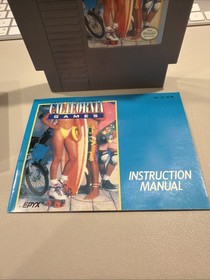 CALIFORNIA
GAMES
EPYX
INSTRUCTION
MANUAL